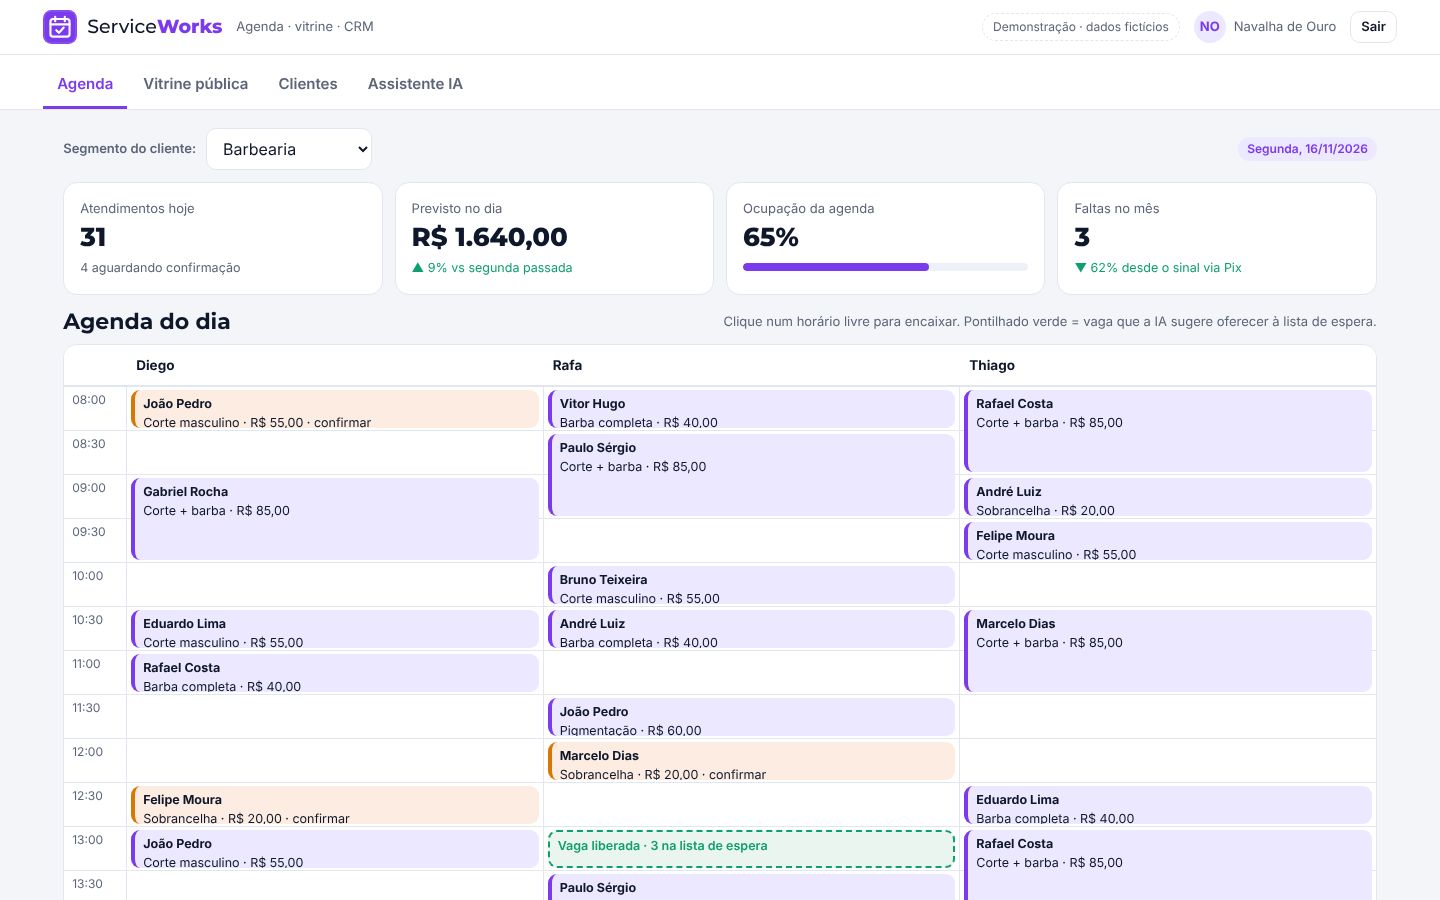 ServiceWorks
Agenda · vitrine · CRM
Demonstração · dados fictícios
NO
Navalha de Ouro
Sair
Agenda
Vitrine pública
Clientes
Assistente IA
Segmento do cliente:
Barbearia
Segunda, 16/11/2026
Atendimentos hoje
31
4 aguardando confirmação
Previsto no dia
R$ 1.640,00
▲ 9% vs segunda passada
Ocupação da agenda
65%
Faltas no mês
3
▼ 62% desde o sinal via Pix
Agenda do dia
Clique num horário livre para encaixar. Pontilhado verde = vaga que a IA sugere oferecer à lista de espera.
Diego
Rafa
Thiago
08:00
João Pedro
Corte masculino · R$ 55,00 · confirmar
Vitor Hugo
Barba completa · R$ 40,00
Rafael Costa
Corte + barba · R$ 85,00
08:30
Paulo Sérgio
Corte + barba · R$ 85,00
09:00
Gabriel Rocha
Corte + barba · R$ 85,00
André Luiz
Sobrancelha · R$ 20,00
09:30
Felipe Moura
Corte masculino · R$ 55,00
10:00
Bruno Teixeira
Corte masculino · R$ 55,00
10:30
Eduardo Lima
Corte masculino · R$ 55,00
André Luiz
Barba completa · R$ 40,00
Marcelo Dias
Corte + barba · R$ 85,00
11:00
Rafael Costa
Barba completa · R$ 40,00
11:30
João Pedro
Pigmentação · R$ 60,00
12:00
Marcelo Dias
Sobrancelha · R$ 20,00 · confirmar
12:30
Felipe Moura
Sobrancelha · R$ 20,00 · confirmar
Eduardo Lima
Barba completa · R$ 40,00
13:00
João Pedro
Corte masculino · R$ 55,00
Vaga liberada · 3 na lista de espera
Rafael Costa
Corte + barba · R$ 85,00
13:30
Paulo Sérgio